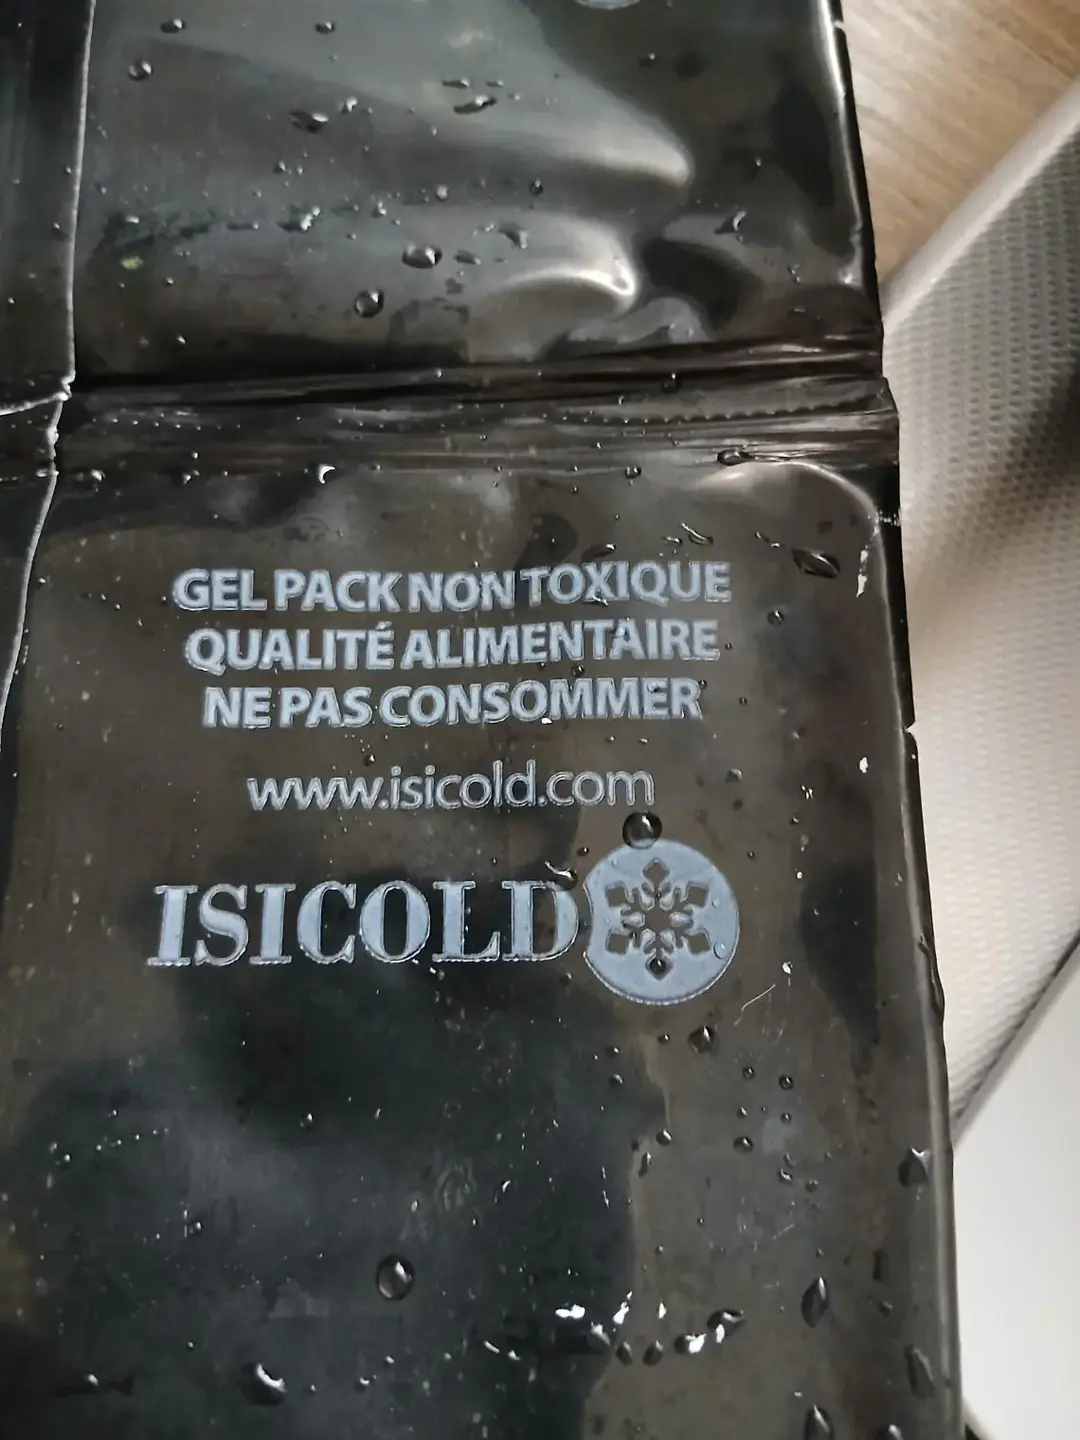 GEL PACK NON TOXIQUE
QUALITÉ ALIMENTAIRE
NE PAS CONSOMMER
www.isicold.com
ISICOLD